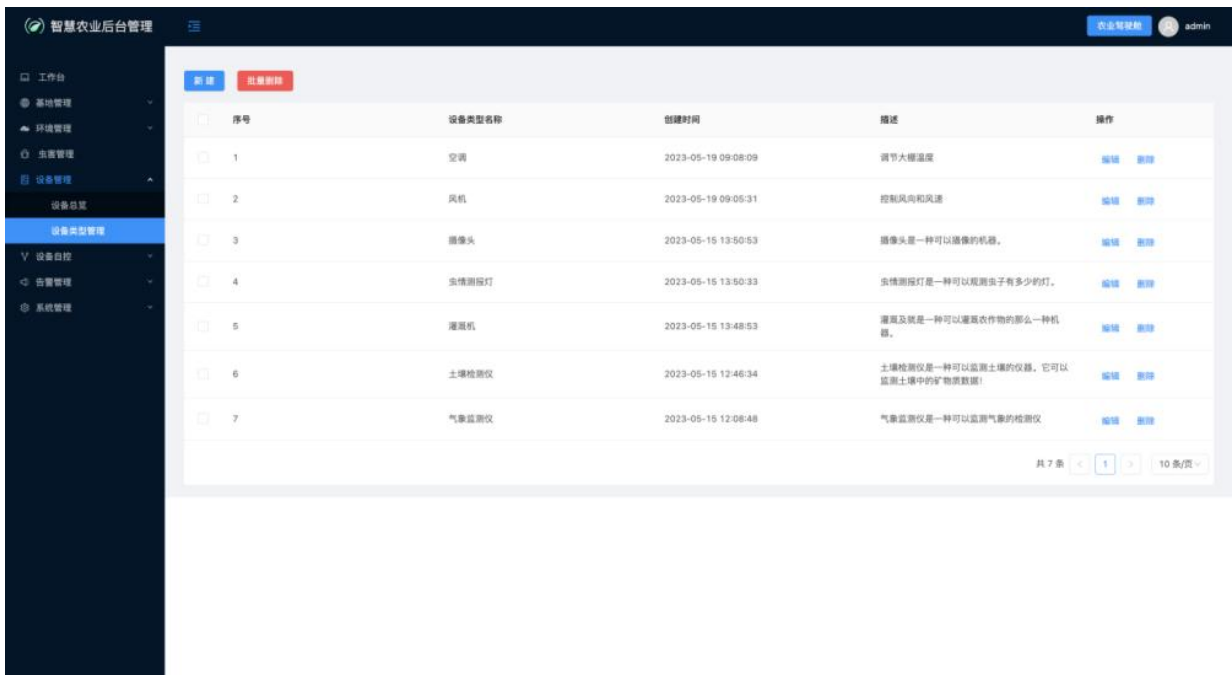 智慧农业后台管理
农业驾驶舱
admin
工作台
基地管理
环境管理
虫害管理
设备管理
设备总览
设备类型管理
设备自控
告警管理
系统管理
新 建
批量删除
序号 设备类型名称 创建时间 描述 操作
1 空调 2023-05-19 09:08:09 调节大棚温度 编辑 删除
2 风机 2023-05-19 09:05:31 控制风向和风速 编辑 删除
3 摄像头 2023-05-15 13:50:53 摄像头是一种可以摄像的机器。 编辑 删除
4 虫情测报灯 2023-05-15 13:50:33 虫情测报灯是一种可以观测虫子有多少的灯。 编辑 删除
5 灌溉机 2023-05-15 13:48:53 灌溉及就是一种可以灌溉农作物的那么一种机
器。 编辑 删除
6 土壤检测仪 2023-05-15 12:46:34 土壤检测仪是一种可以监测土壤的仪器。它可以
监测土壤中的矿物质数据! 编辑 删除
7 气象监测仪 2023-05-15 12:08:48 气象监测仪是一种可以监测气象的检测仪 编辑 删除
共 7 条 < 1 > 10 条/页